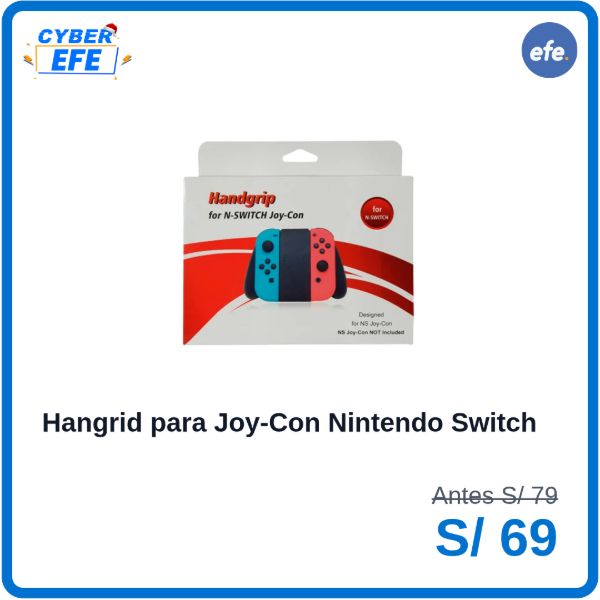 CYBER
EFE
efe.
Handgrip
for N-SWITCH Joy-Con
for
N-SWITCH
Designed
for NS Joy-Con
NS Joy-Con NOT Included
Hangrid para Joy-Con Nintendo Switch
Antes S/ 79
S/ 69